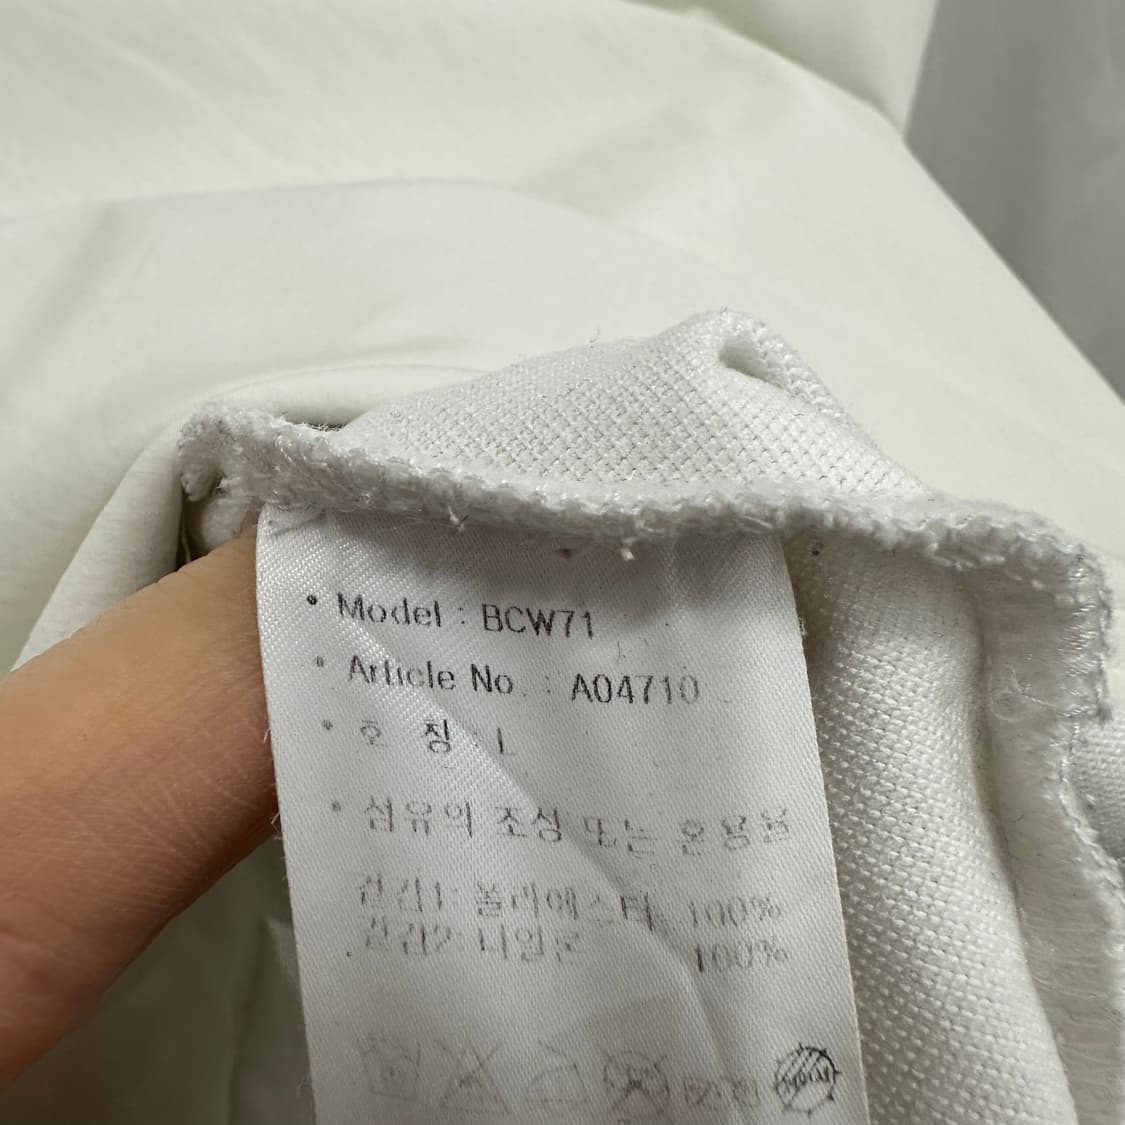 • Model : BCW71
• Article No. : A04710
• 호 칭 L
• 섬유의 조성 또는 혼용율
겉감1: 폴리에스터 100%
겉감2: 나일론 100%